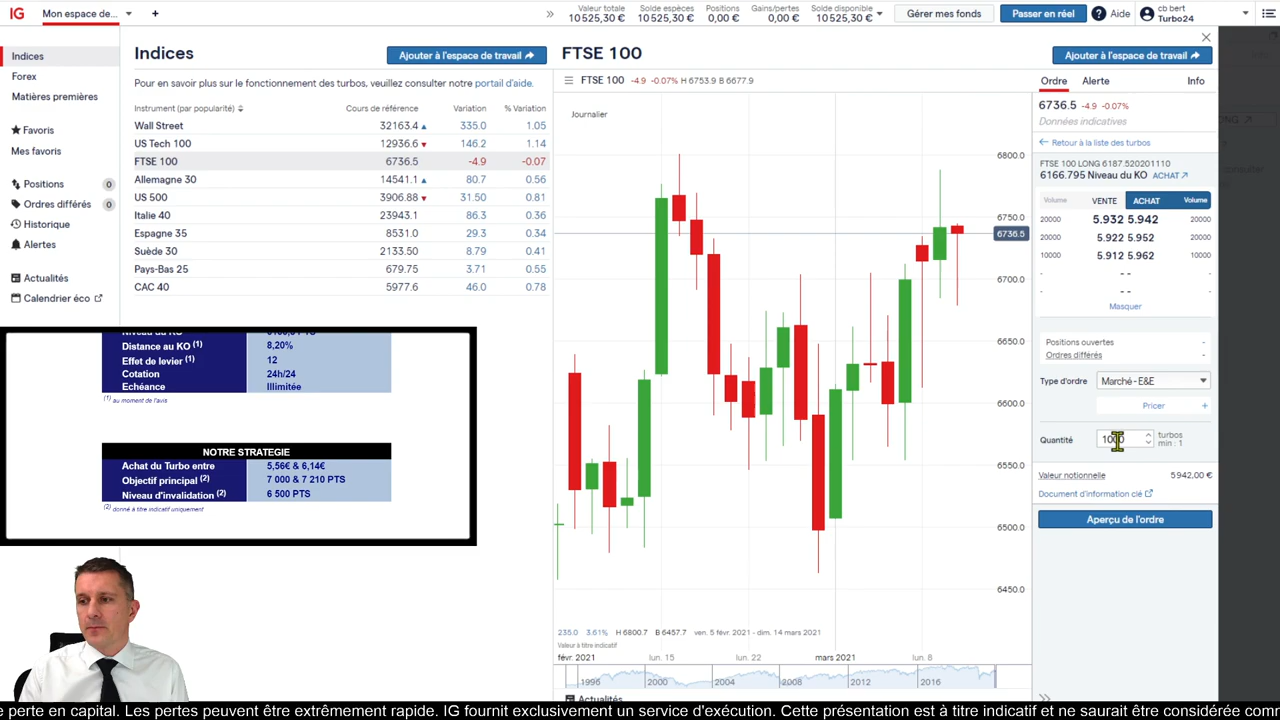 IG
Mon espace de...
+
Valeur totale
10 525,30 €
Solde espèces
10 525,30 €
Positions
0,00 €
Gains/pertes
0,00 €
Solde disponible
10 525,30 €
Gérer mes fonds
Passer en réel
? Aide
cb bert
Turbo24
Indices
Forex
Matières premières
Favoris
Mes favoris
Positions 0
Ordres différés 0
Historique
Alertes
Actualités
Calendrier éco
Indices
Ajouter à l'espace de travail
Pour en savoir plus sur le fonctionnement des turbos, veuillez consulter notre portail d'aide.
Instrument (par popularité) Cours de référence Variation % Variation
Wall Street 32163.4 335.0 1.05
US Tech 100 12936.6 146.2 1.14
FTSE 100 6736.5 -4.9 -0.07
Allemagne 30 14541.1 80.7 0.56
US 500 3906.88 31.50 0.81
Italie 40 23943.1 86.3 0.36
Espagne 35 8531.0 29.3 0.34
Suède 30 2133.50 8.79 0.41
Pays-Bas 25 679.75 3.71 0.55
CAC 40 5977.6 46.0 0.78
Distance au KO (1) 8,20%
Effet de levier (1) 12
Cotation 24h/24
Echéance Illimitée
(1) au moment de l'avis
NOTRE STRATEGIE
Achat du Turbo entre 5,56€ & 6,14€
Objectif principal (2) 7 000 & 7 210 PTS
Niveau d'invalidation (2) 6 500 PTS
(2) donné à titre indicatif uniquement
FTSE 100
Ajouter à l'espace de travail
FTSE 100 -4.9 -0.07% H 6753.9 B 6677.9
Journalier
6800.0
6750.0
6736.5
6700.0
6650.0
6600.0
6550.0
6500.0
6450.0
235.0 3.61% H 6800.7 B 6457.7 ven. 5 févr. 2021 - dim. 14 mars 2021
Valeur à titre indicatif
févr. 2021 lun. 15 lun. 22 mars 2021 lun. 8
1996 2000 2004 2008 2012 2016
Actualités
Ordre Alerte Info
6736.5 -4.9 -0.07%
Données indicatives
Retour à la liste des turbos
FTSE 100 LONG 6187.520201110
6166.795 Niveau du KO ACHAT
Volume VENTE ACHAT Volume
20000 5.932 5.942 20000
20000 5.922 5.952 20000
10000 5.912 5.962 10000
- - -
- - -
Masquer
Positions ouvertes -
Ordres différés -
Type d'ordre Marché - E&E
Pricer +
Quantité 1000 turbos
min : 1
Valeur notionnelle 5 942,00 €
Document d'information clé
Aperçu de l'ordre
e perte en capital. Les pertes peuvent être extrêmement rapide. IG fournit exclusivement un service d'exécution. Cette présentation est à titre indicatif et ne saurait être considérée com